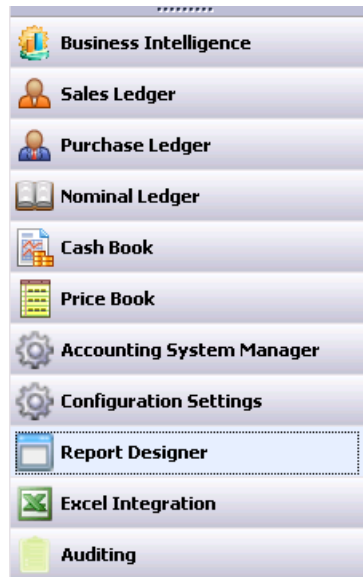 Business Intelligence
Sales Ledger
Purchase Ledger
Nominal Ledger
Cash Book
Price Book
Accounting System Manager
Configuration Settings
Report Designer
Excel Integration
Auditing